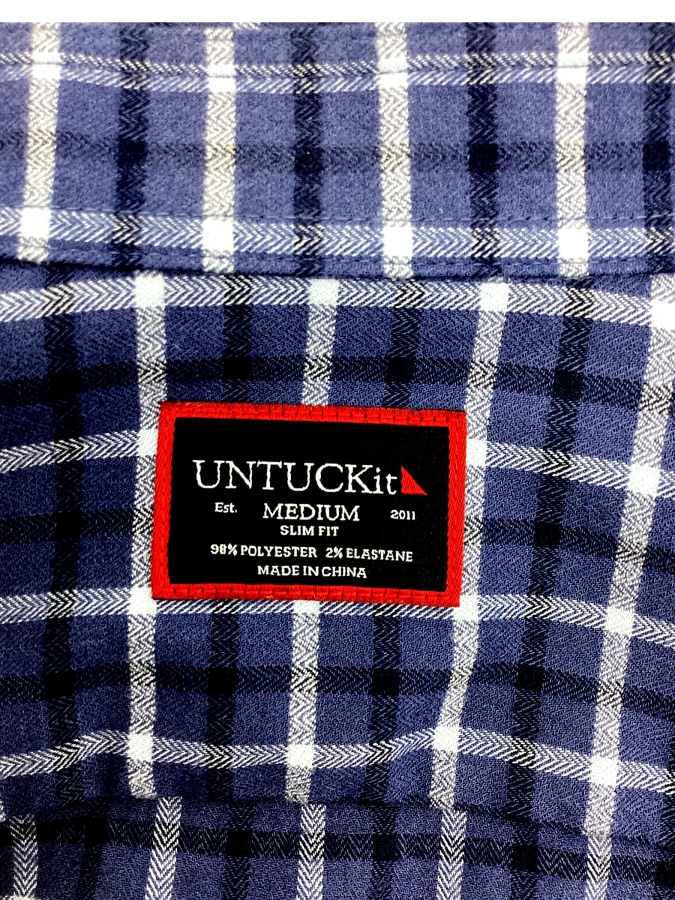 UNTUCKit
Est. MEDIUM 2011
SLIM FIT
98% POLYESTER 2% ELASTANE
MADE IN CHINA